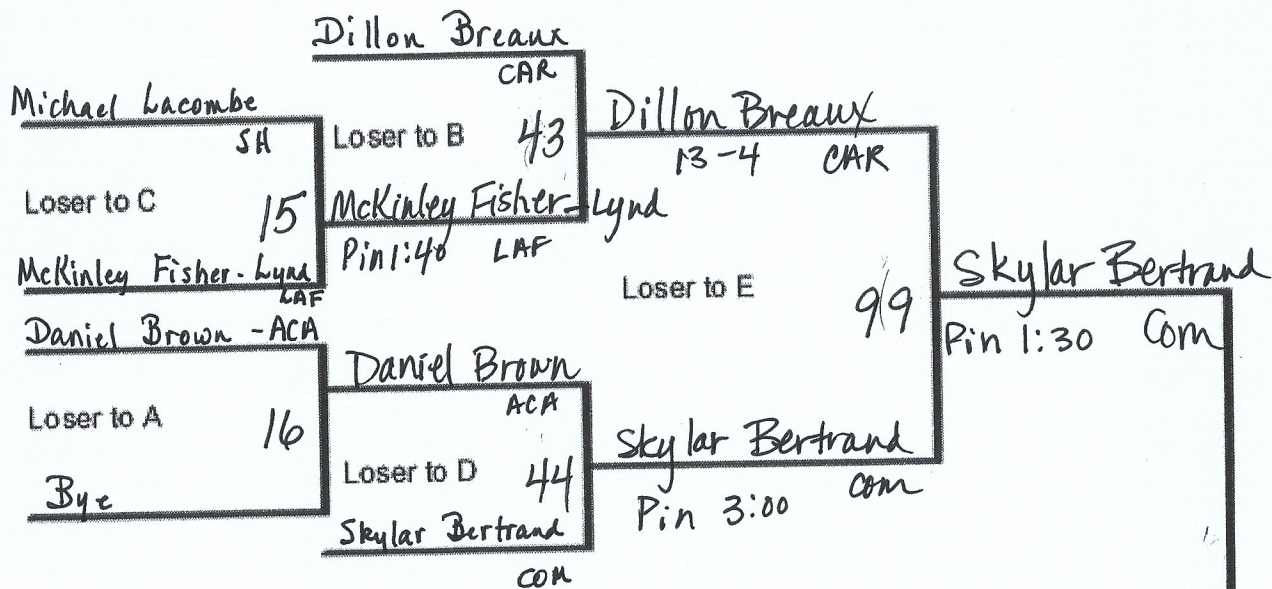 Dillon Breaux
CAR
Michael Lacombe
SH
Loser to B 43
Dillon Breaux
13-4 CAR
Loser to C 15
McKinley Fisher-Lynd
Pin 1:40 LAF
McKinley Fisher-Lynd
LAF
Loser to E 99
Skylar Bertrand
Pin 1:30 Com
Daniel Brown - ACA
Daniel Brown
ACA
Loser to A 16
Skylar Bertrand
com
Pin 3:00
Loser to D 44
Bye
Skylar Bertrand
COM